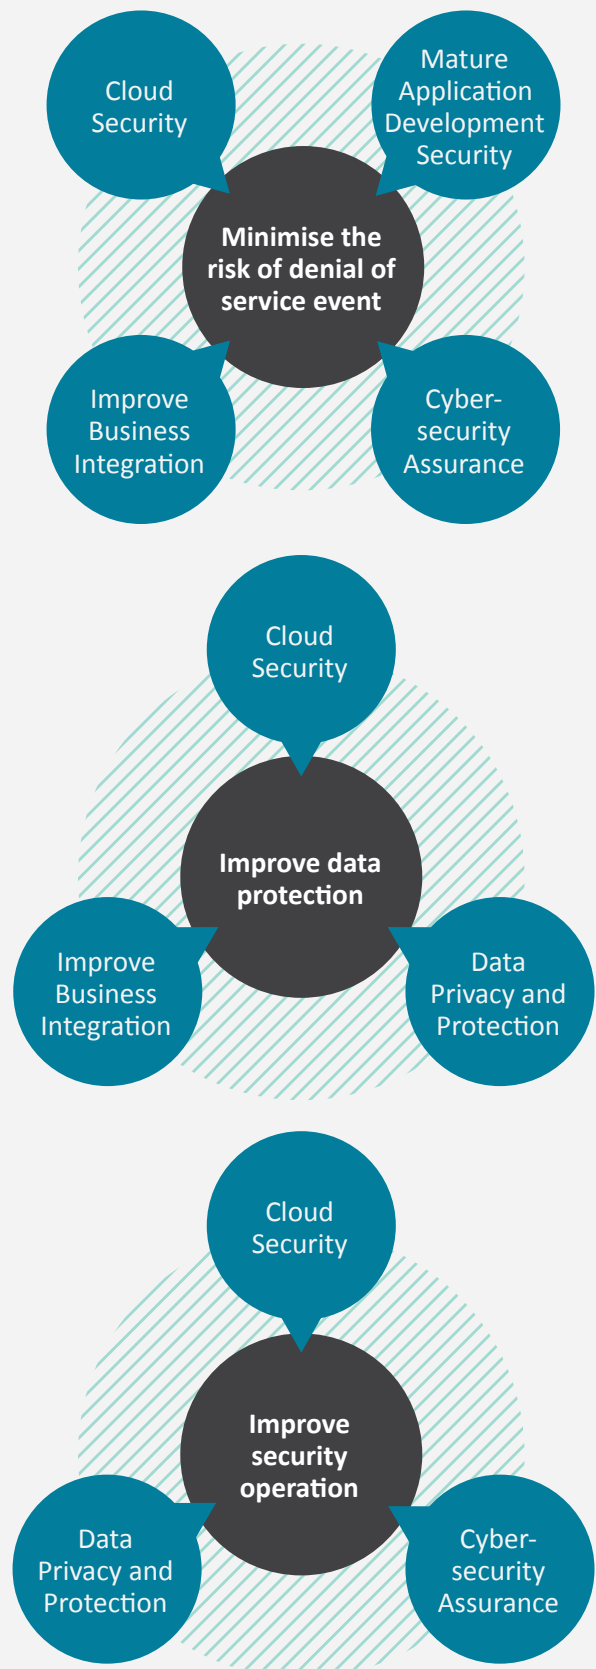 Cloud
Security
Mature
Application
Development
Security
Minimise the
risk of denial of
service event
Improve
Business
Integration
Cyber-
security
Assurance
Cloud
Security
Improve data
protection
Improve
Business
Integration
Data
Privacy and
Protection
Cloud
Security
Improve
security
operation
Data
Privacy and
Protection
Cyber-
security
Assurance